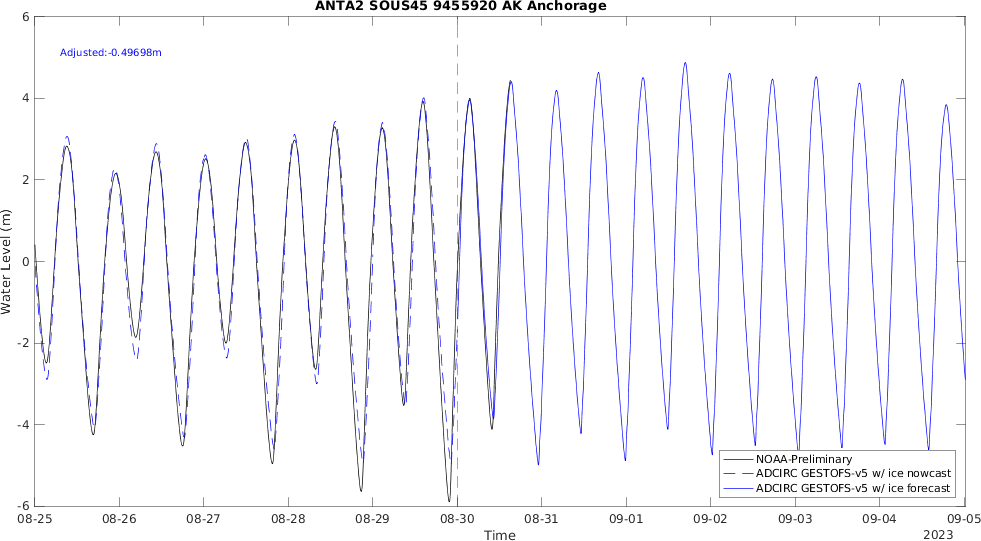 ANTA2 SOUS45 9455920 AK Anchorage
Adjusted:-0.49698m
Water Level (m)
6
4
2
0
-2
-4
-6
NOAA-Preliminary
ADCIRC GESTOFS-v5 w/ ice nowcast
ADCIRC GESTOFS-v5 w/ ice forecast
08-25 08-26 08-27 08-28 08-29 08-30 08-31 09-01 09-02 09-03 09-04 09-05
Time
2023